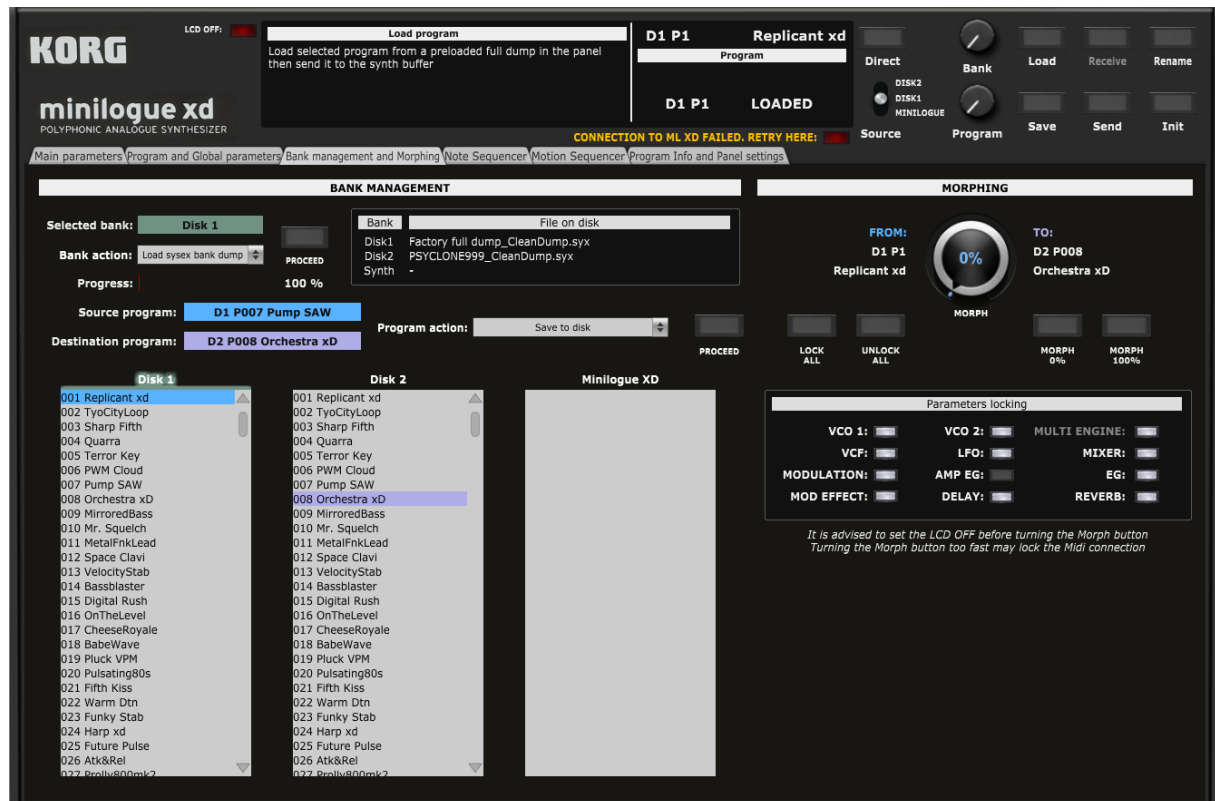 KORG
minilogue xd
POLYPHONIC ANALOGUE SYNTHESIZER
LCD OFF:
Load program
Load selected program from a preloaded full dump in the panel
then send it to the synth buffer
D1 P1 Replicant xd
Program
D1 P1 LOADED
CONNECTION TO ML XD FAILED. RETRY HERE:
Direct
DISK2
DISK1
MINILOGUE
Source
Bank
Program
Load
Receive
Rename
Save
Send
Init
Main parameters
Program and Global parameters
Bank management and Morphing
Note Sequencer
Motion Sequencer
Program Info and Panel settings
BANK MANAGEMENT
Selected bank: Disk 1
Bank action: Load sysex bank dump
PROCEED
Progress: 100 %
Bank File on disk
Disk1 Factory full dump_CleanDump.syx
Disk2 PSYCLONE999_CleanDump.syx
Synth -
Source program: D1 P007 Pump SAW
Destination program: D2 P008 Orchestra xD
Program action: Save to disk
PROCEED
Disk 1
001 Replicant xd
002 TyoCityLoop
003 Sharp Fifth
004 Quarra
005 Terror Key
006 PWM Cloud
007 Pump SAW
008 Orchestra xD
009 MirroredBass
010 Mr. Squelch
011 MetalFnkLead
012 Space Clavi
013 VelocityStab
014 Bassblaster
015 Digital Rush
016 OnTheLevel
017 CheeseRoyale
018 BabeWave
019 Pluck VPM
020 Pulsating80s
021 Fifth Kiss
022 Warm Dtn
023 Funky Stab
024 Harp xd
025 Future Pulse
026 Atk&Rel
027 Prolly800mk2
Disk 2
001 Replicant xd
002 TyoCityLoop
003 Sharp Fifth
004 Quarra
005 Terror Key
006 PWM Cloud
007 Pump SAW
008 Orchestra xD
009 MirroredBass
010 Mr. Squelch
011 MetalFnkLead
012 Space Clavi
013 VelocityStab
014 Bassblaster
015 Digital Rush
016 OnTheLevel
017 CheeseRoyale
018 BabeWave
019 Pluck VPM
020 Pulsating80s
021 Fifth Kiss
022 Warm Dtn
023 Funky Stab
024 Harp xd
025 Future Pulse
026 Atk&Rel
027 Prolly800mk2
Minilogue XD
MORPHING
FROM:
D1 P1
Replicant xd
0%
MORPH
TO:
D2 P008
Orchestra xD
LOCK
ALL
UNLOCK
ALL
MORPH
0%
MORPH
100%
Parameters locking
VCO 1: VCO 2: MULTI ENGINE:
VCF: LFO: MIXER:
MODULATION: AMP EG: EG:
MOD EFFECT: DELAY: REVERB:
It is advised to set the LCD OFF before turning the Morph button
Turning the Morph button too fast may lock the Midi connection